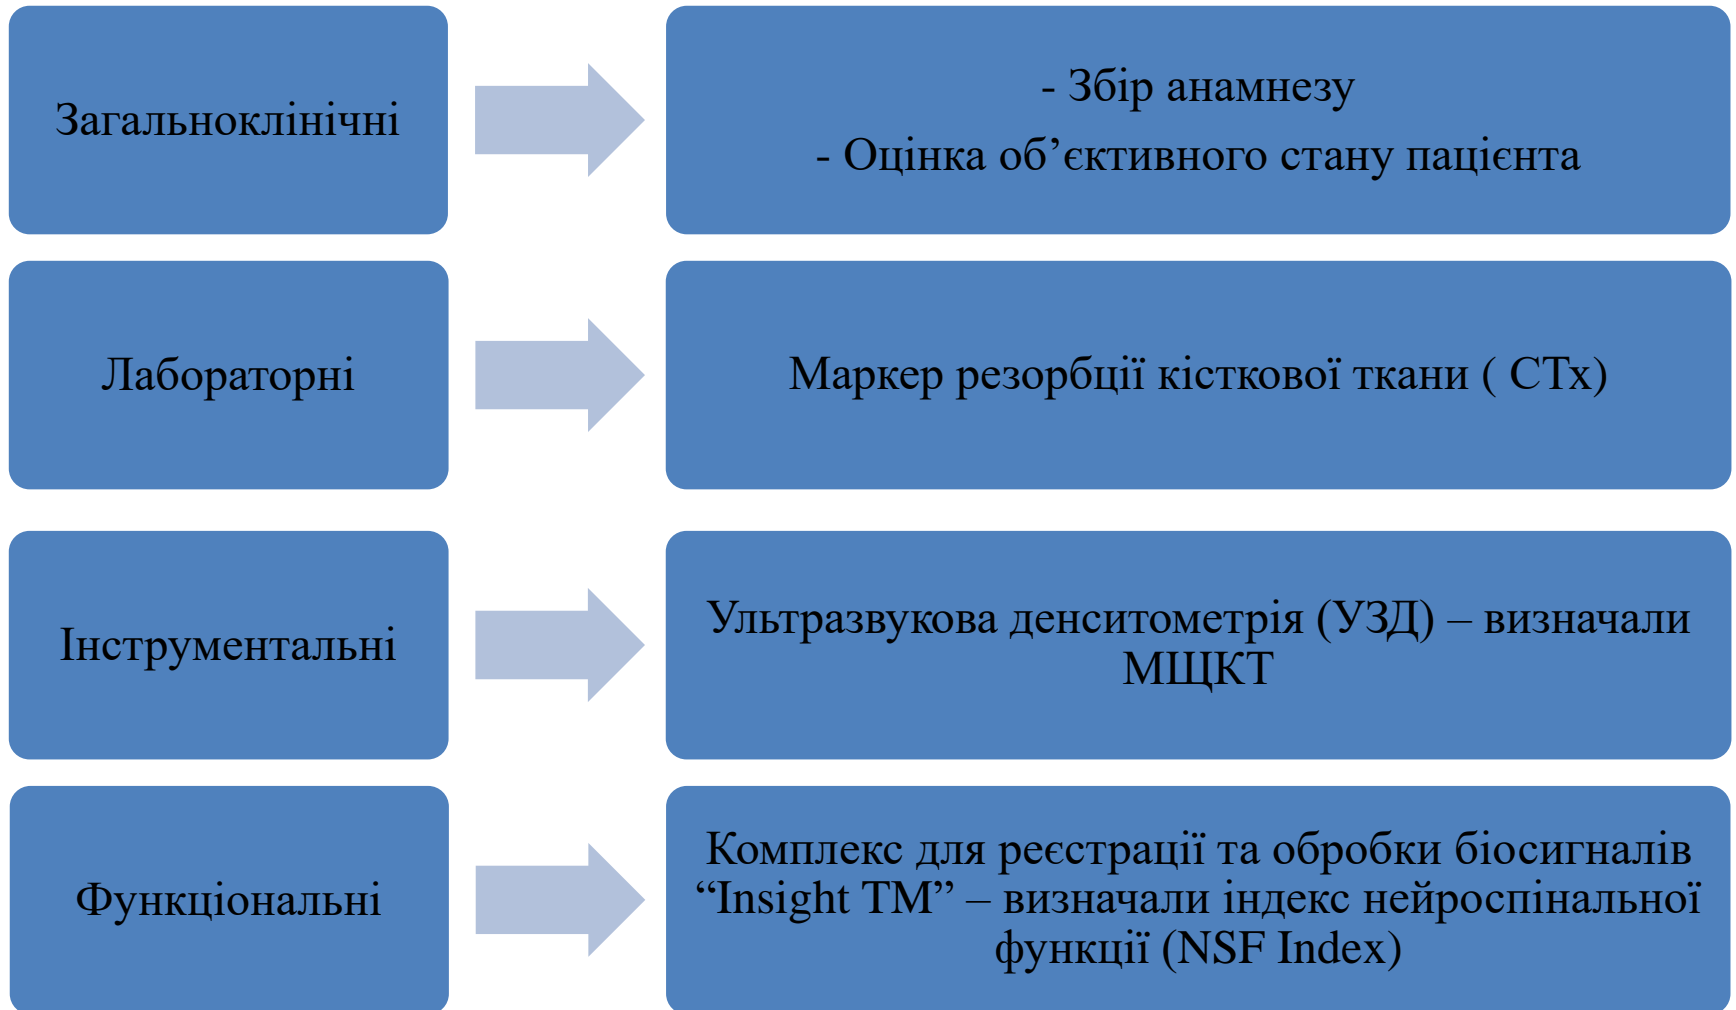 Загальноклінічні
- Збір анамнезу
- Оцінка об’єктивного стану пацієнта
Лабораторні
Маркер резорбції кісткової ткани ( СТх)
Інструментальні
Ультразвукова денситометрія (УЗД) – визначали
МЩКТ
Функціональні
Комплекс для реєстрації та обробки біосигналів
“Insight TM” – визначали індекс нейроспінальної
функції (NSF Index)